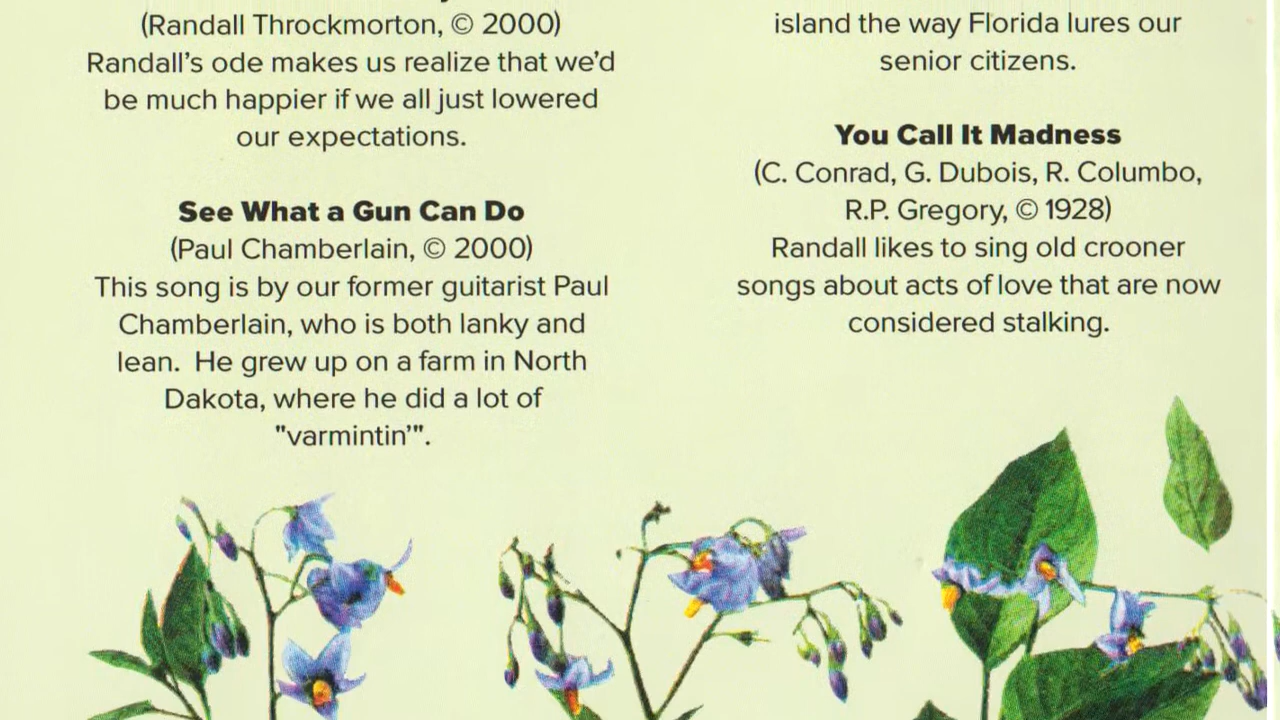 (Randall Throckmorton, © 2000)
Randall's ode makes us realize that we'd
be much happier if we all just lowered
our expectations.
See What a Gun Can Do
(Paul Chamberlain, © 2000)
This song is by our former guitarist Paul
Chamberlain, who is both lanky and
lean.  He grew up on a farm in North
Dakota, where he did a lot of
"varmintin'".
island the way Florida lures our
senior citizens.
You Call It Madness
(C. Conrad, G. Dubois, R. Columbo,
R.P. Gregory, © 1928)
Randall likes to sing old crooner
songs about acts of love that are now
considered stalking.